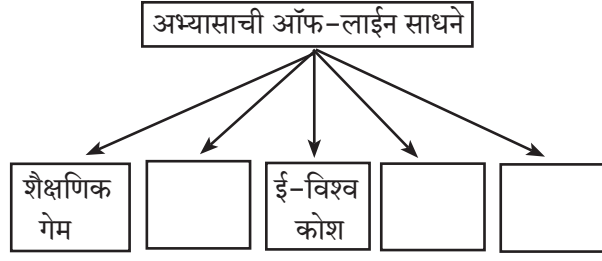 अभ्यासाची ऑफ-लाईन साधने
शैक्षणिक
गेम
ई-विश्व
कोश